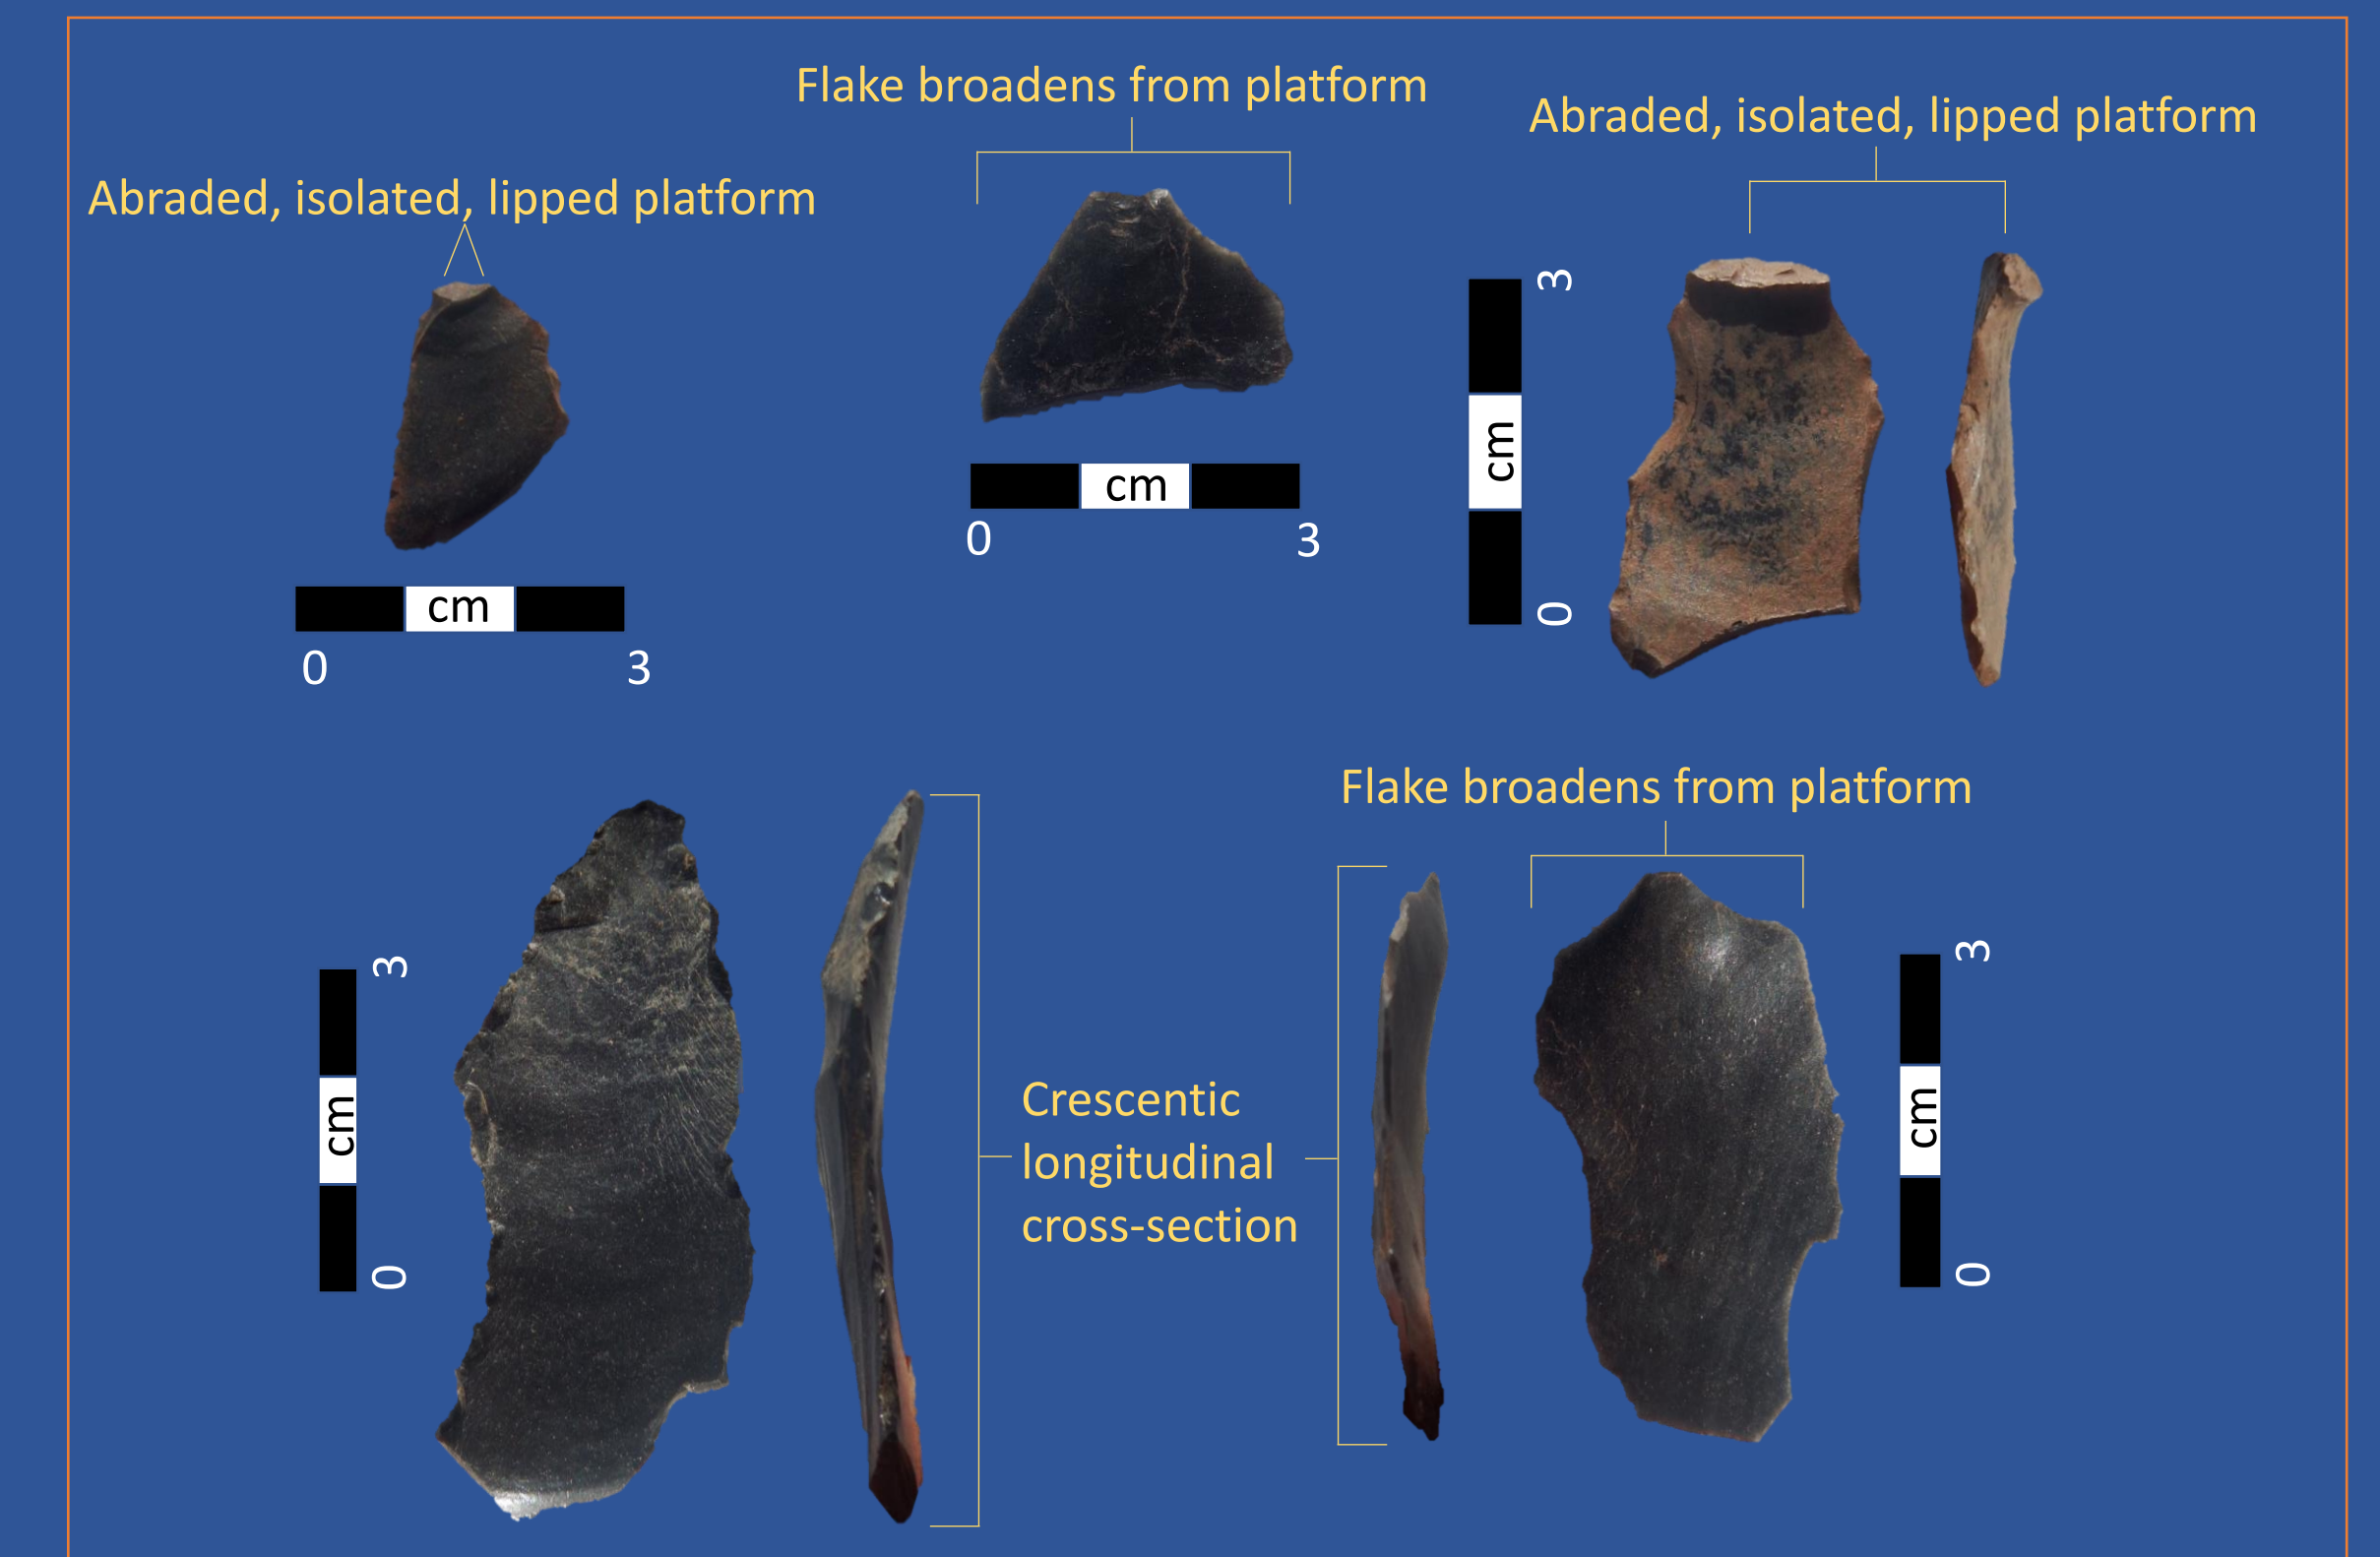 Flake broadens from platform
Abraded, isolated, lipped platform
Abraded, isolated, lipped platform
cm
0 3
cm
0 3
3
cm
0
Flake broadens from platform
3
cm
0
Crescentic
longitudinal
cross-section
3
cm
0